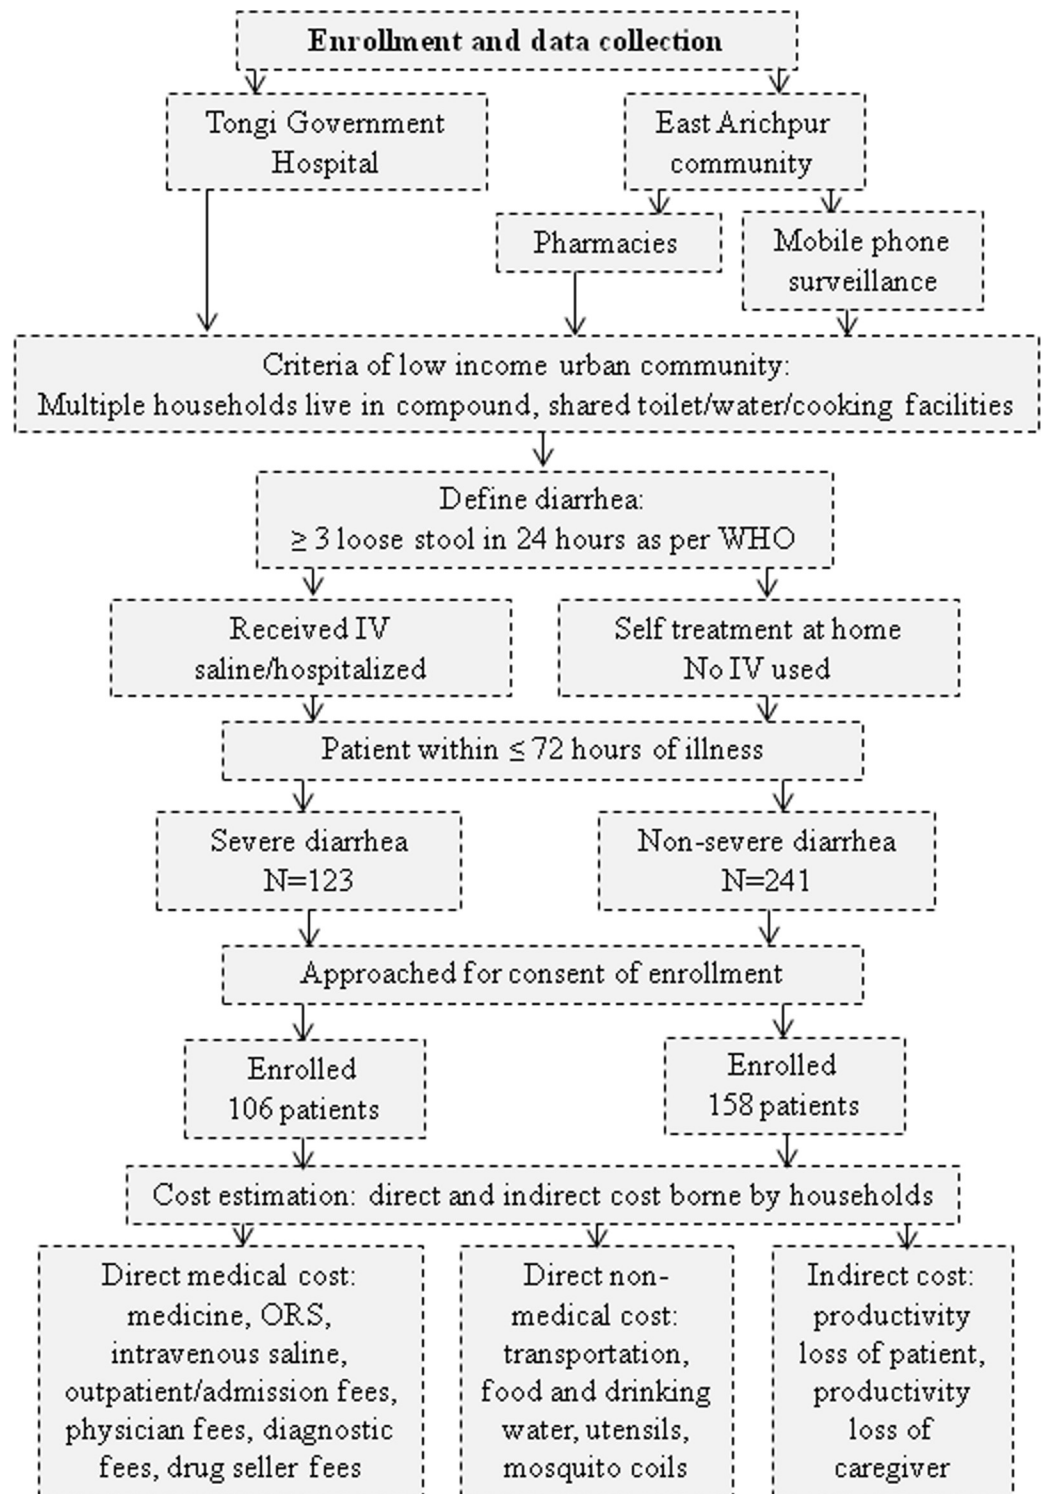 Enrollment and data collection
Tongi Government
Hospital
East Arichpur
community
Pharmacies
Mobile phone
surveillance
Criteria of low income urban community:
Multiple households live in compound, shared toilet/water/cooking facilities
Define diarrhea:
≥ 3 loose stool in 24 hours as per WHO
Received IV
saline/hospitalized
Self treatment at home
No IV used
Patient within ≤ 72 hours of illness
Severe diarrhea
N=123
Non-severe diarrhea
N=241
Approached for consent of enrollment
Enrolled
106 patients
Enrolled
158 patients
Cost estimation: direct and indirect cost borne by households
Direct medical cost:
medicine, ORS,
intravenous saline,
outpatient/admission fees,
physician fees, diagnostic
fees, drug seller fees
Direct non-
medical cost:
transportation,
food and drinking
water, utensils,
mosquito coils
Indirect cost:
productivity
loss of patient,
productivity
loss of
caregiver